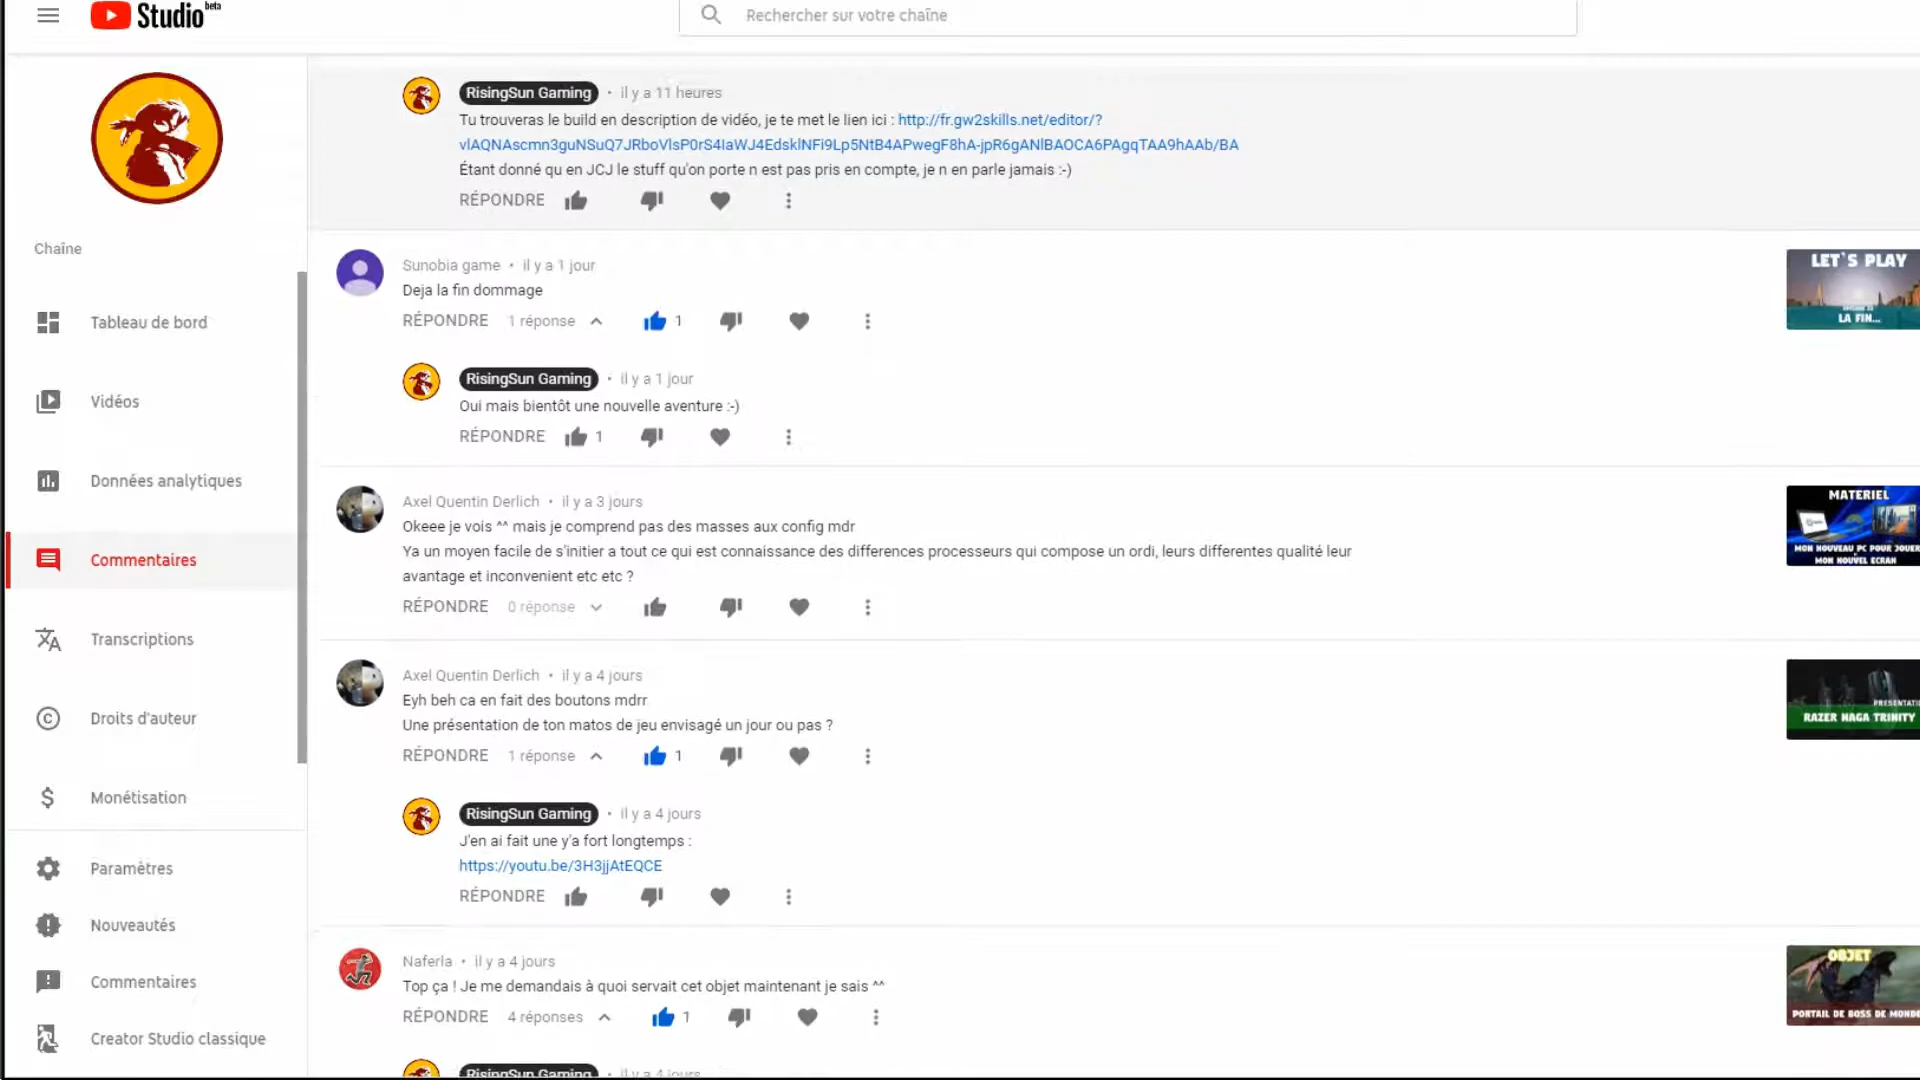 Studio beta
Rechercher sur votre chaîne
Chaîne
Tableau de bord
Vidéos
Données analytiques
Commentaires
Transcriptions
Droits d'auteur
Monétisation
Paramètres
Nouveautés
Commentaires
Creator Studio classique
RisingSun Gaming • il y a 11 heures
Tu trouveras le build en description de vidéo, je te met le lien ici : http://fr.gw2skills.net/editor/?
vlAQNAscmn3guNSuQ7JRboVlsP0rS4IaWJ4EdsklNFi9Lp5NtB4APwegF8hA-jpR6gANlBAOCA6PAgqTAA9hAAb/BA
Étant donné qu en JCJ le stuff qu'on porte n est pas pris en compte, je n en parle jamais :-)
RÉPONDRE
Sunobia game • il y a 1 jour
Deja la fin dommage
RÉPONDRE 1 réponse 1
LET'S PLAY
LA FIN...
RisingSun Gaming • il y a 1 jour
Oui mais bientôt une nouvelle aventure :-)
RÉPONDRE 1
Axel Quentin Derlich • il y a 3 jours
Okeee je vois ^^ mais je comprend pas des masses aux config mdr
Ya un moyen facile de s'initier a tout ce qui est connaissance des differences processeurs qui compose un ordi, leurs differentes qualité leur
avantage et inconvenient etc etc ?
RÉPONDRE 0 réponse
MATERIEL
MON NOUVEAU PC POUR JOUER
MON NOUVEL ECRAN
Axel Quentin Derlich • il y a 4 jours
Eyh beh ca en fait des boutons mdrr
Une présentation de ton matos de jeu envisagé un jour ou pas ?
RÉPONDRE 1 réponse 1
PRESENTATI
RAZER NAGA TRINITY
RisingSun Gaming • il y a 4 jours
J'en ai fait une y'a fort longtemps :
https://youtu.be/3H3jjAtEQCE
RÉPONDRE
Naferla • il y a 4 jours
Top ça ! Je me demandais à quoi servait cet objet maintenant je sais ^^
RÉPONDRE 4 réponses 1
OBJET
PORTAIL DE BOSS DE MONDE
RisingSun Gaming • il y a 4 jours